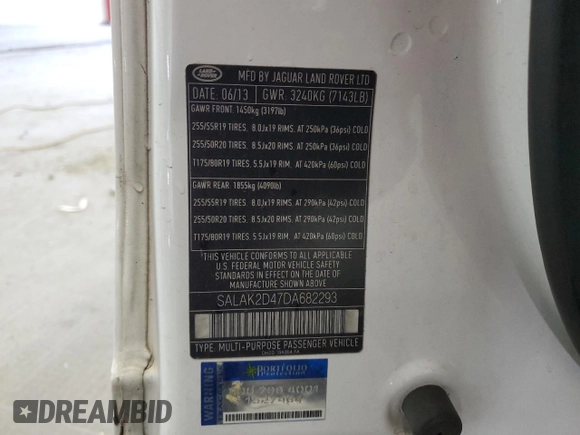 LAND ROVER
MFD BY JAGUAR LAND ROVER LTD
DATE: 06/13 GWR: 3240KG (7143LB)
GAWR FRONT: 1450kg (3197lb)
255/55R19 TIRES. 8.0Jx19 RIMS. AT 250kPa (36psi) COLD
255/50R20 TIRES. 8.5Jx20 RIMS. AT 250kPa (36psi) COLD
T175/80R19 TIRES. 5.5Jx19 RIM. AT 420kPa (60psi) COLD
GAWR REAR: 1855kg (4090lb)
255/55R19 TIRES. 8.0Jx19 RIMS. AT 290kPa (42psi) COLD
255/50R20 TIRES. 8.5Jx20 RIMS. AT 290kPa (42psi) COLD
T175/80R19 TIRES. 5.5Jx19 RIM. AT 420kPa (60psi) COLD
*THIS VEHICLE CONFORMS TO ALL APPLICABLE
U.S. FEDERAL MOTOR VEHICLE SAFETY
STANDARDS IN EFFECT ON THE DATE OF
MANUFACTURE SHOWN ABOVE
SALAK2D47DA682293
TYPE: MULTI-PURPOSE PASSENGER VEHICLE
WARNING
PORTFOLIO
PROTECTION
DREAMBID.COM